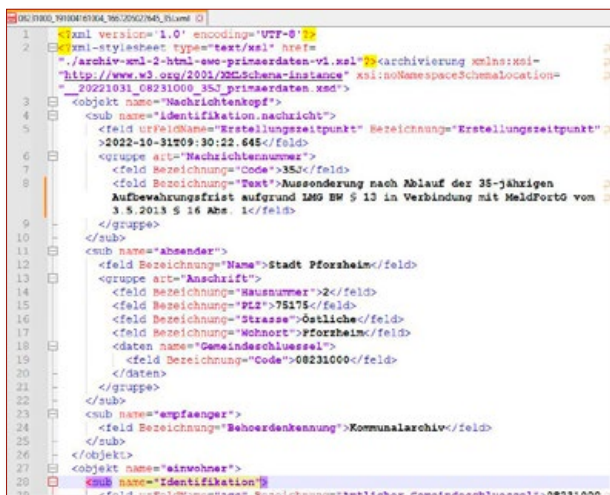 08231000_191004161004_1667205022645_35J.xml
1 <?xml version='1.0' encoding='UTF-8'?>
2 <?xml-stylesheet type="text/xsl" href=
"./archiv-xml-2-html-ewo-primaerdaten-v1.xsl"?><archivierung xmlns:xsi=
"http://www.w3.org/2001/XMLSchema-instance" xsi:noNamespaceSchemaLocation=
"__20221031_08231000_35J_primaerdaten.xsd">
3 <objekt name="Nachrichtenkopf">
4 <sub name="identifikation.nachricht">
5 <feld urFeldName="Erstellungszeitpunkt" Bezeichnung="Erstellungszeitpunkt"
>2022-10-31T09:30:22.645</feld>
6 <gruppe art="Nachrichtennummer">
7 <feld Bezeichnung="Code">35J</feld>
8 <feld Bezeichnung="Text">Aussonderung nach Ablauf der 35-jährigen
Aufbewahrungsfrist aufgrund LMG BW § 13 in Verbindung mit MeldFortG vom
3.5.2013 § 16 Abs. 1</feld>
9 </gruppe>
10 </sub>
11 <sub name="absender">
12 <feld Bezeichnung="Name">Stadt Pforzheim</feld>
13 <gruppe art="Anschrift">
14 <feld Bezeichnung="Hausnummer">2</feld>
15 <feld Bezeichnung="PLZ">75175</feld>
16 <feld Bezeichnung="Strasse">Östliche</feld>
17 <feld Bezeichnung="Wohnort">Pforzheim</feld>
18 <daten name="Gemeindeschluessel">
19 <feld Bezeichnung="Code">08231000</feld>
20 </daten>
21 </gruppe>
22 </sub>
23 <sub name="empfaenger">
24 <feld Bezeichnung="Behoerdenkennung">Kommunalarchiv</feld>
25 </sub>
26 </objekt>
27 <objekt name="einwohner">
28 <sub name="Identifikation">